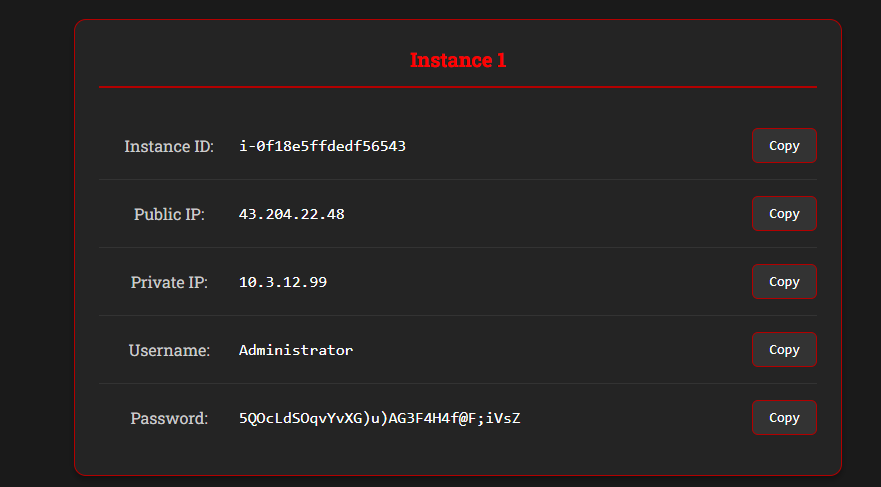 Instance 1
Instance ID: i-0f18e5ffdedf56543 Copy
Public IP: 43.204.22.48 Copy
Private IP: 10.3.12.99 Copy
Username: Administrator Copy
Password: 5QOcLdSOqvYvXG)u)AG3F4H4f@F;iVsZ Copy